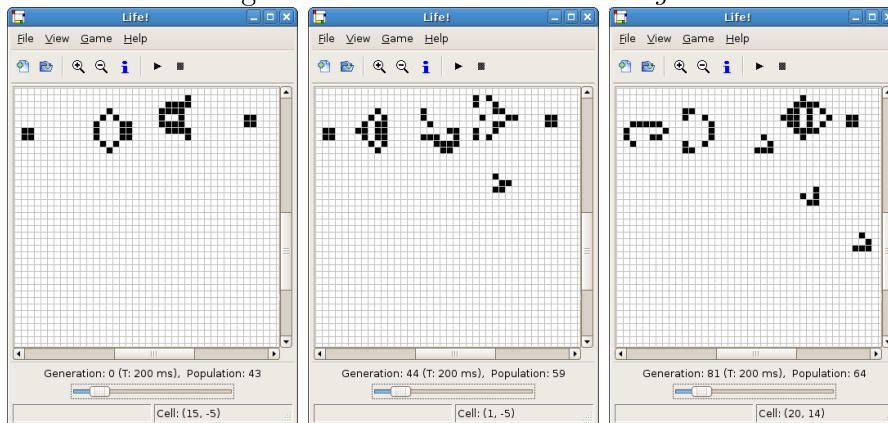 Life!
File View Game Help
Generation: 0 (T: 200 ms), Population: 43
Cell: (15, -5)
Life!
File View Game Help
Generation: 44 (T: 200 ms), Population: 59
Cell: (1, -5)
Life!
File View Game Help
Generation: 81 (T: 200 ms), Population: 64
Cell: (20, 14)